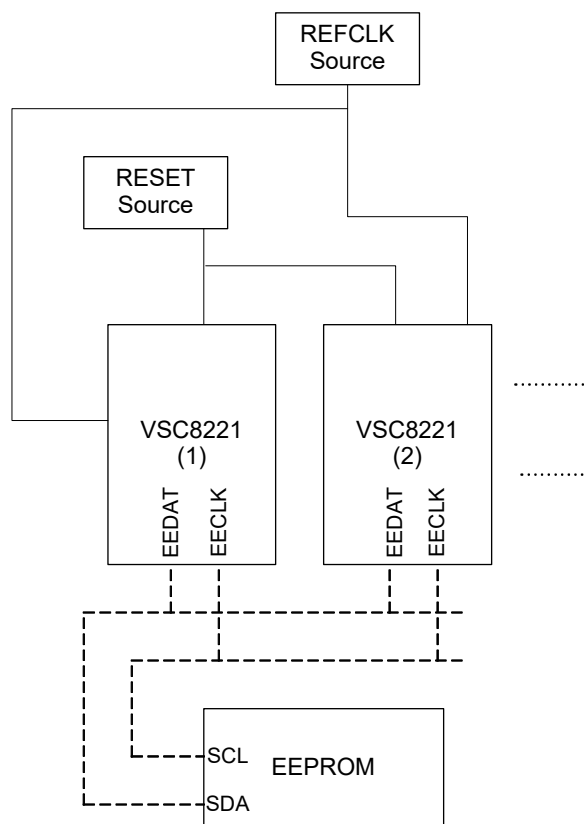 REFCLK
Source
RESET
Source
VSC8221
(1)
EEDAT
EECLK
VSC8221
(2)
EEDAT
EECLK
SCL
EEPROM
SDA